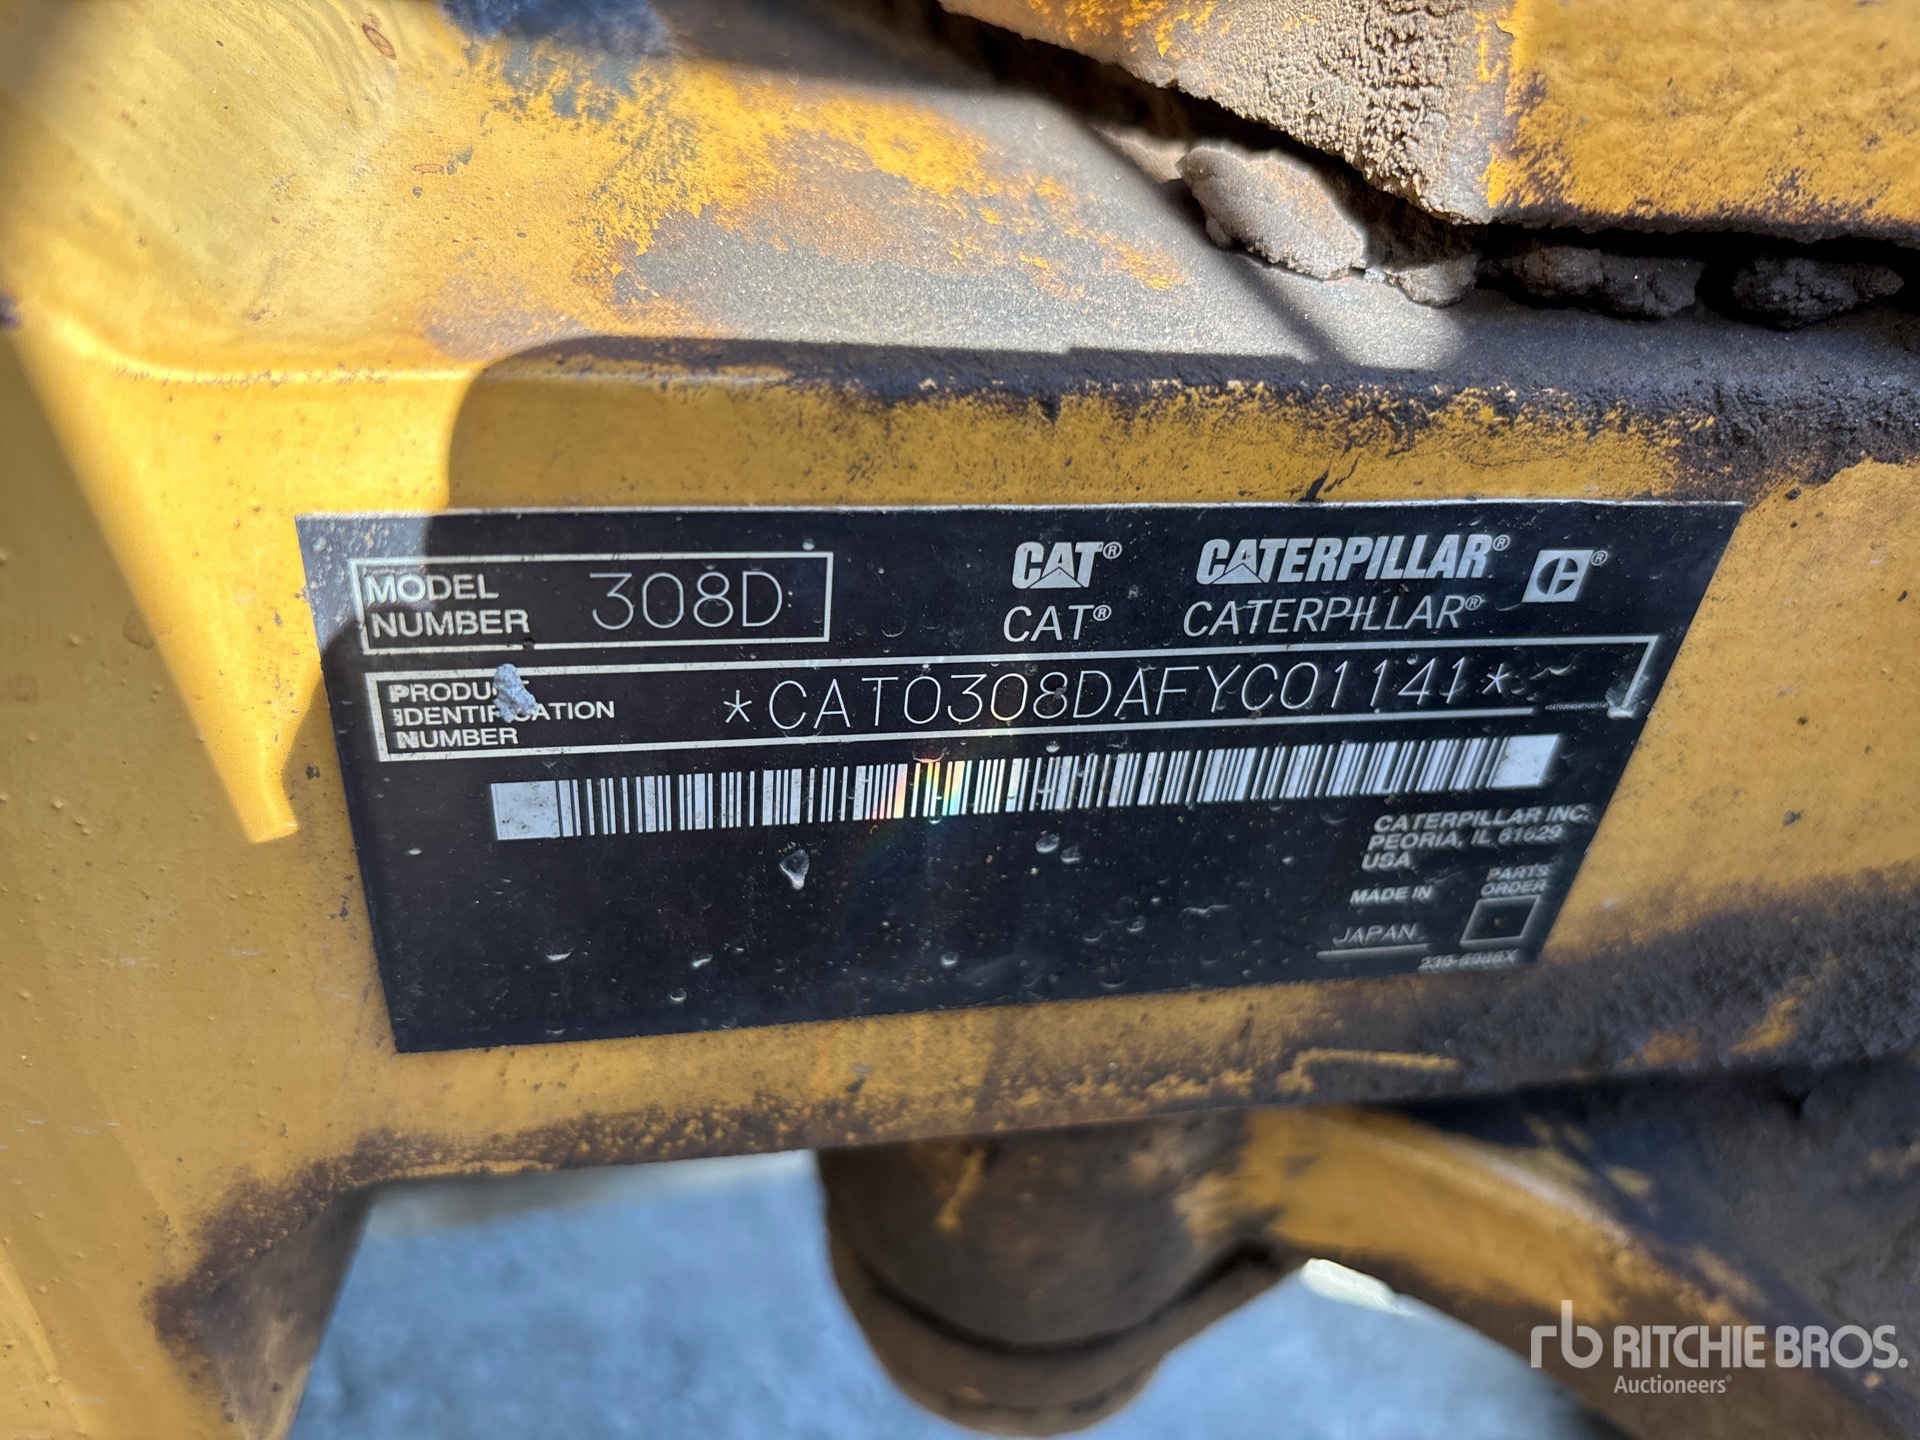 MODEL NUMBER 308D
CAT® CATERPILLAR®
CAT® CATERPILLAR®
PRODUCT IDENTIFICATION NUMBER *CAT0308DAFYC01141*
CATERPILLAR INC.
PEORIA, IL 61629
USA
MADE IN
JAPAN
PARTS
ORDER
rb RITCHIE BROS.
Auctioneers